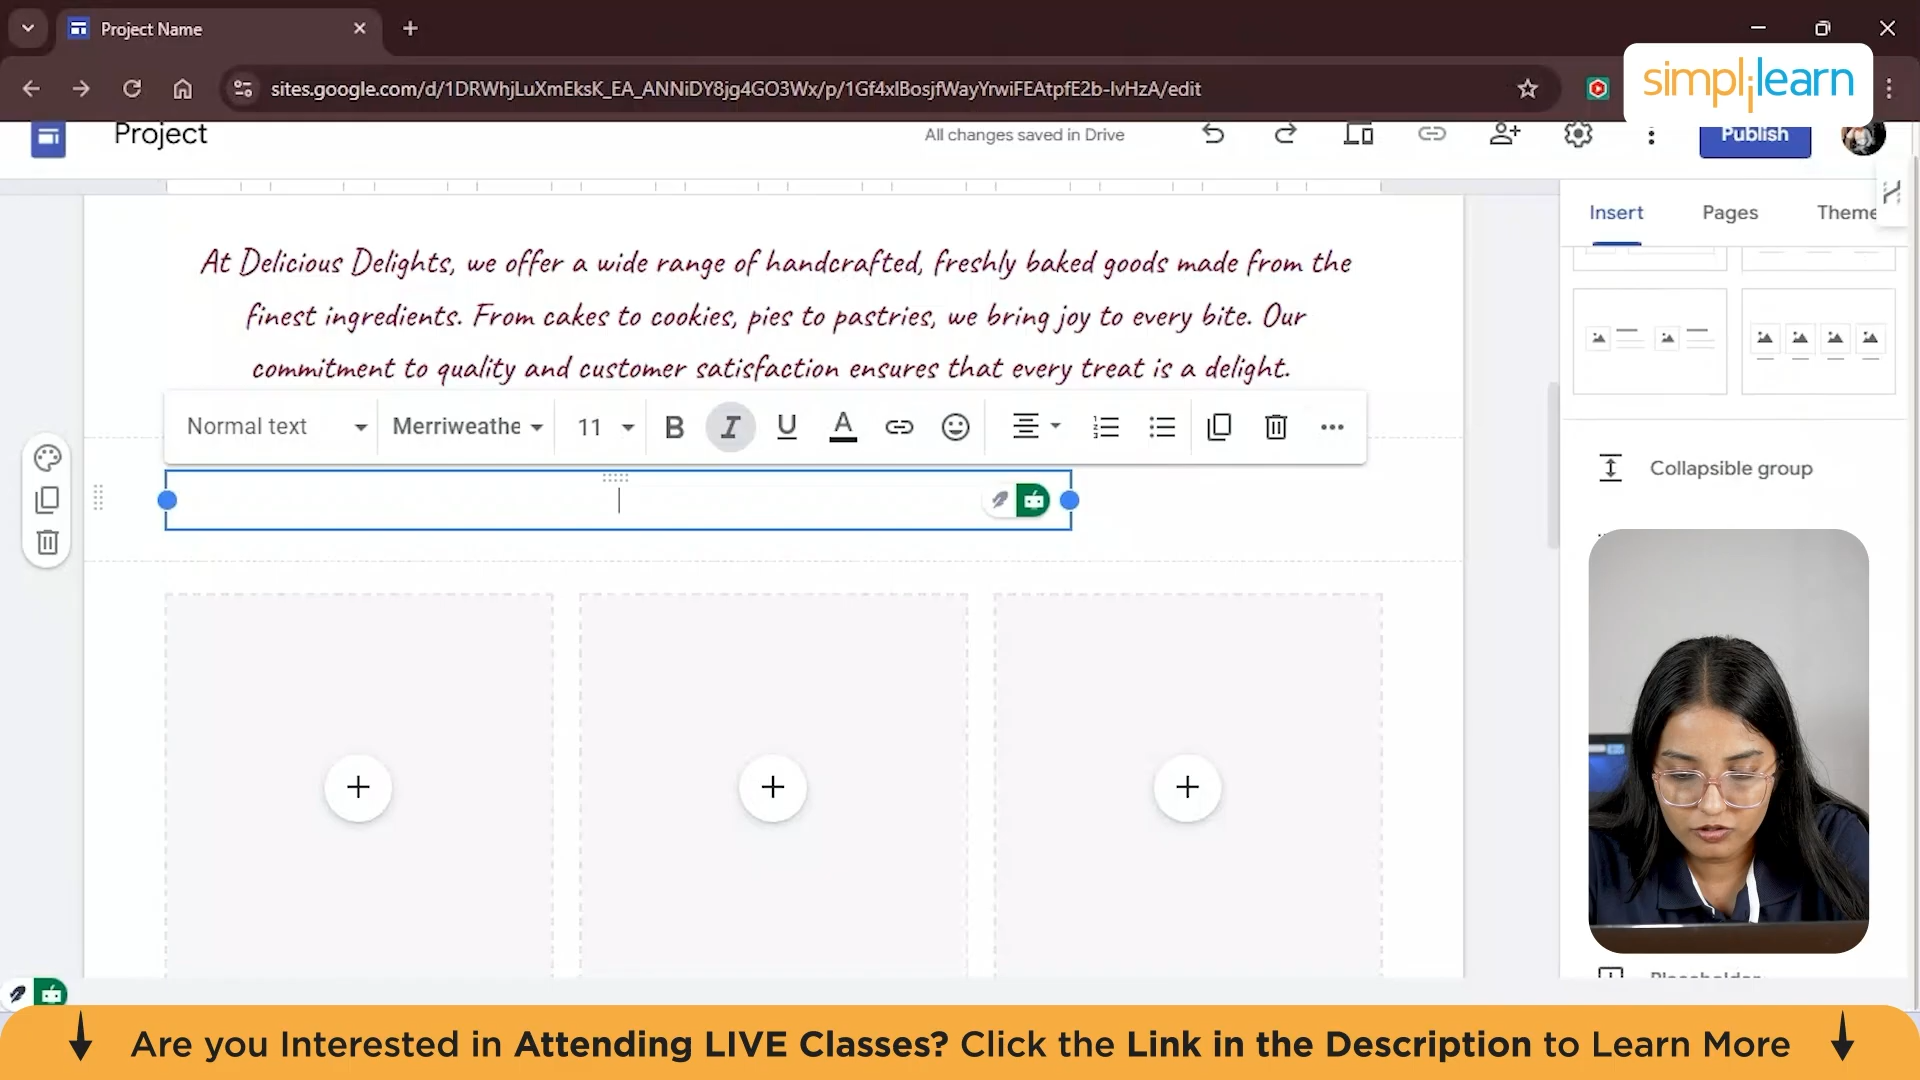 Project Name
sites.google.com/d/1DRWhjLuXmEksK_EA_ANNiDY8jg4GO3Wx/p/1Gf4xlBosjfWayYrwiFEAtpfE2b-IvHzA/edit
simplilearn
Project
All changes saved in Drive
Publish
Insert
Pages
Theme
At Delicious Delights, we offer a wide range of handcrafted, freshly baked goods made from the
finest ingredients. From cakes to cookies, pies to pastries, we bring joy to every bite. Our
commitment to quality and customer satisfaction ensures that every treat is a delight.
Normal text
Merriweathe
11
B
I
U
A
Collapsible group
Placeholder
Are you Interested in Attending LIVE Classes? Click the Link in the Description to Learn More